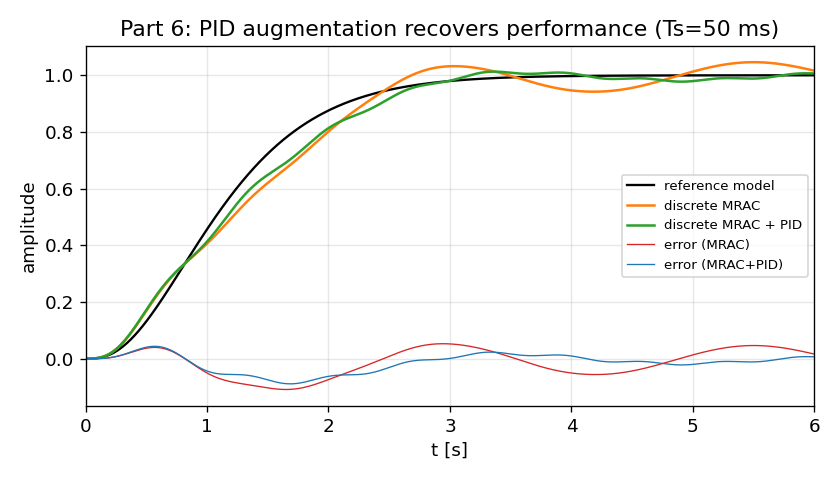 Part 6: PID augmentation recovers performance (Ts=50 ms)
amplitude
1.0
0.8
0.6
0.4
0.2
0.0
reference model
discrete MRAC
discrete MRAC + PID
error (MRAC)
error (MRAC+PID)
0 1 2 3 4 5 6
t [s]